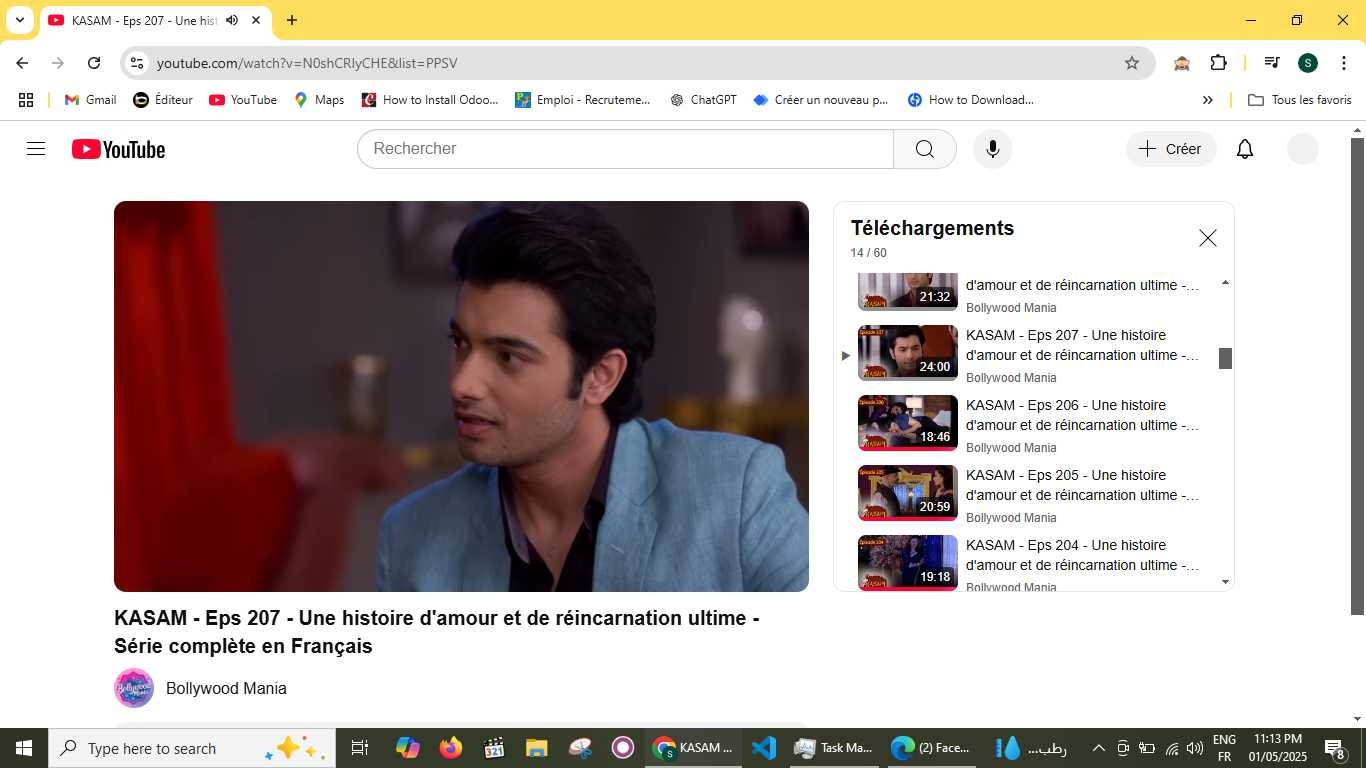 KASAM - Eps 207 - Une hist
youtube.com/watch?v=N0shCRlyCHE&list=PPSV
S
Gmail
Éditeur
YouTube
Maps
How to Install Odoo...
Emploi - Recruteme...
ChatGPT
Créer un nouveau p...
How to Download...
»
Tous les favoris
YouTube
Rechercher
Créer
Téléchargements
14 / 60
21:32
d'amour et de réincarnation ultime -...
Bollywood Mania
24:00
KASAM - Eps 207 - Une histoire
d'amour et de réincarnation ultime -...
Bollywood Mania
18:46
KASAM - Eps 206 - Une histoire
d'amour et de réincarnation ultime -...
Bollywood Mania
20:59
KASAM - Eps 205 - Une histoire
d'amour et de réincarnation ultime -...
Bollywood Mania
19:18
KASAM - Eps 204 - Une histoire
d'amour et de réincarnation ultime -...
Bollywood Mania
KASAM - Eps 207 - Une histoire d'amour et de réincarnation ultime -
Série complète en Français
Bollywood Mania
Type here to search
321
KASAM ...
Task Ma...
(2) Face...
رطب...
ENG
FR
11:13 PM
01/05/2025
8